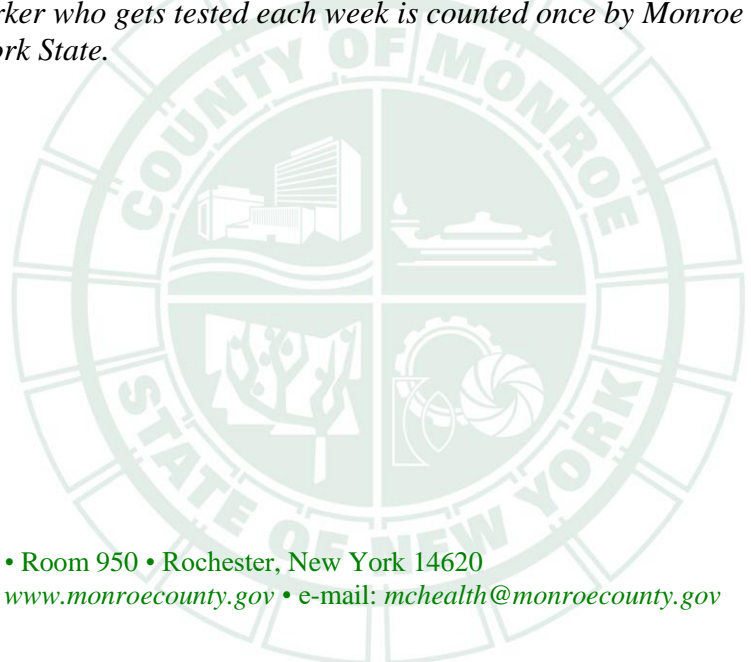 rker who gets tested each week is counted once by Monroe
ork State.
COUNTY OF MONROE
STATE OF NEW YORK
• Room 950 • Rochester, New York 14620
www.monroecounty.gov • e-mail: mchealth@monroecounty.gov